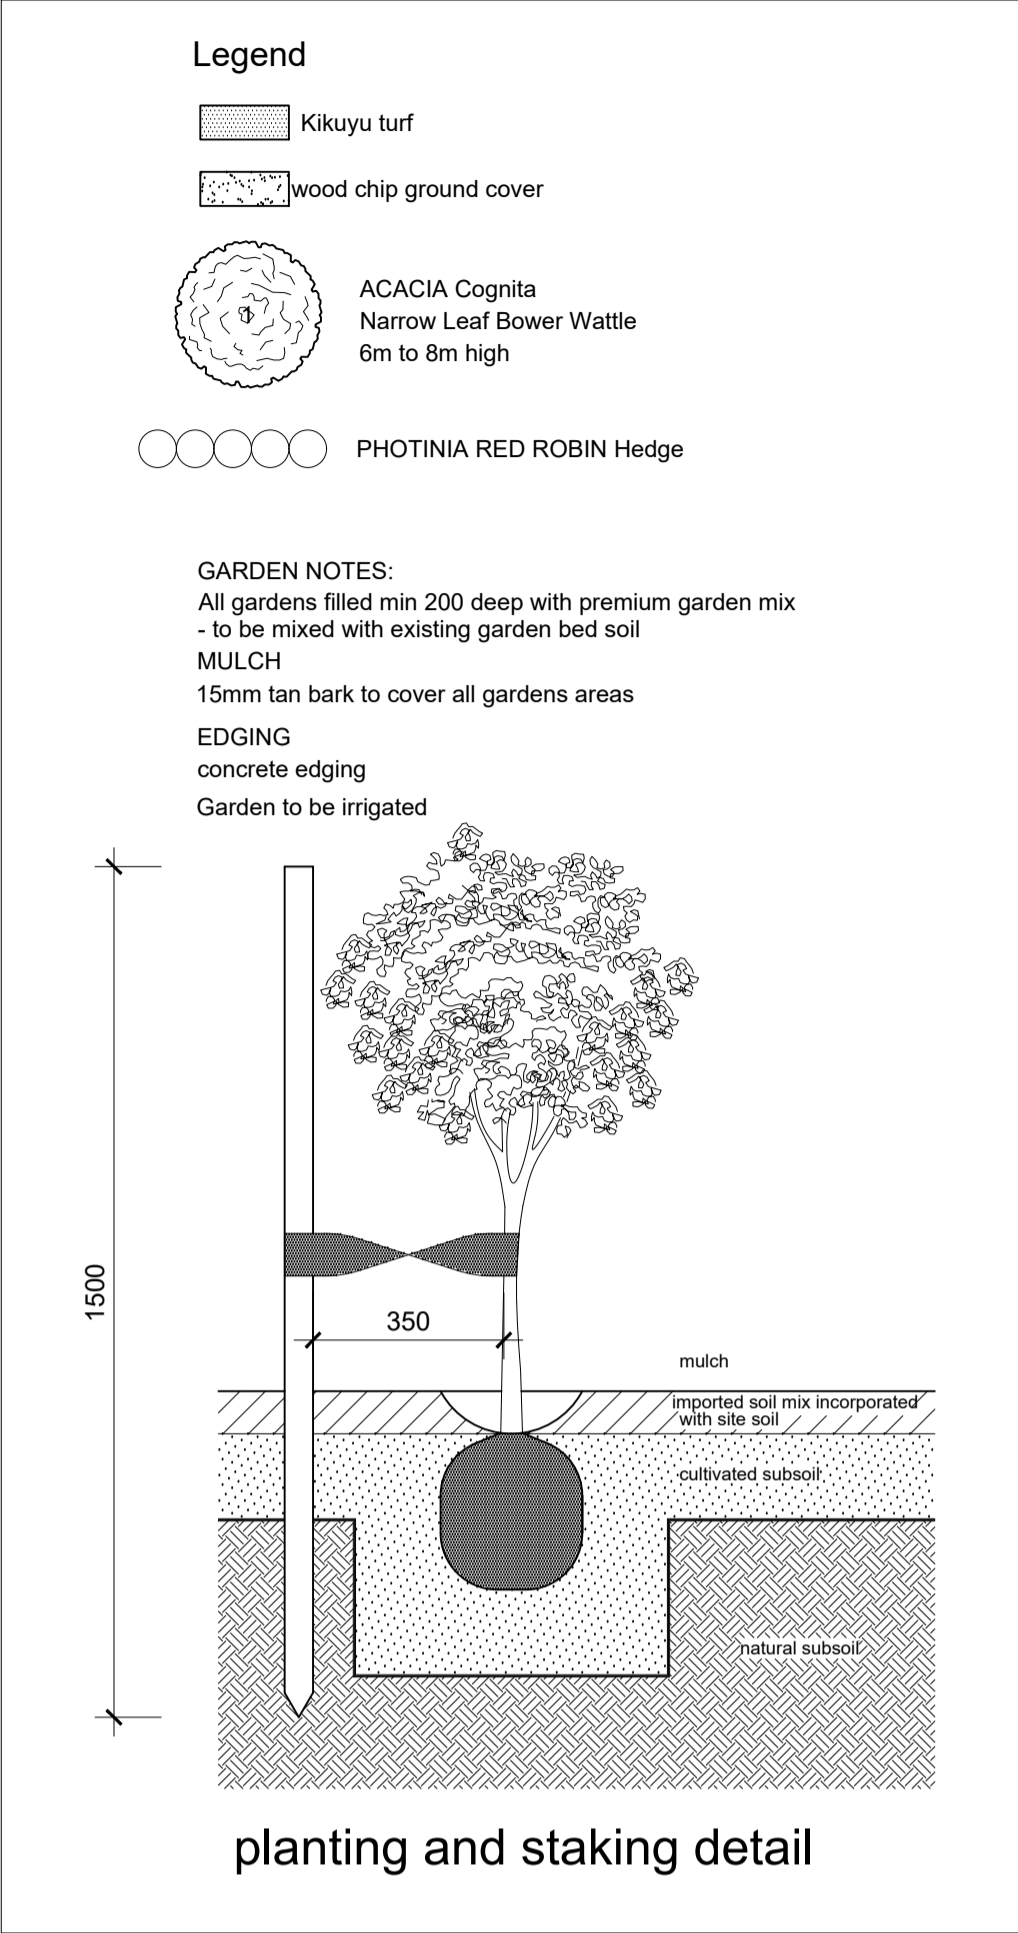 Legend
Kikuyu turf
wood chip ground cover
1
ACACIA Cognita
Narrow Leaf Bower Wattle
6m to 8m high
PHOTINIA RED ROBIN Hedge
GARDEN NOTES:
All gardens filled min 200 deep with premium garden mix
- to be mixed with existing garden bed soil
MULCH
15mm tan bark to cover all gardens areas
EDGING
concrete edging
Garden to be irrigated
1500
350
mulch
imported soil mix incorporated
with site soil
cultivated subsoil
natural subsoil
planting and staking detail